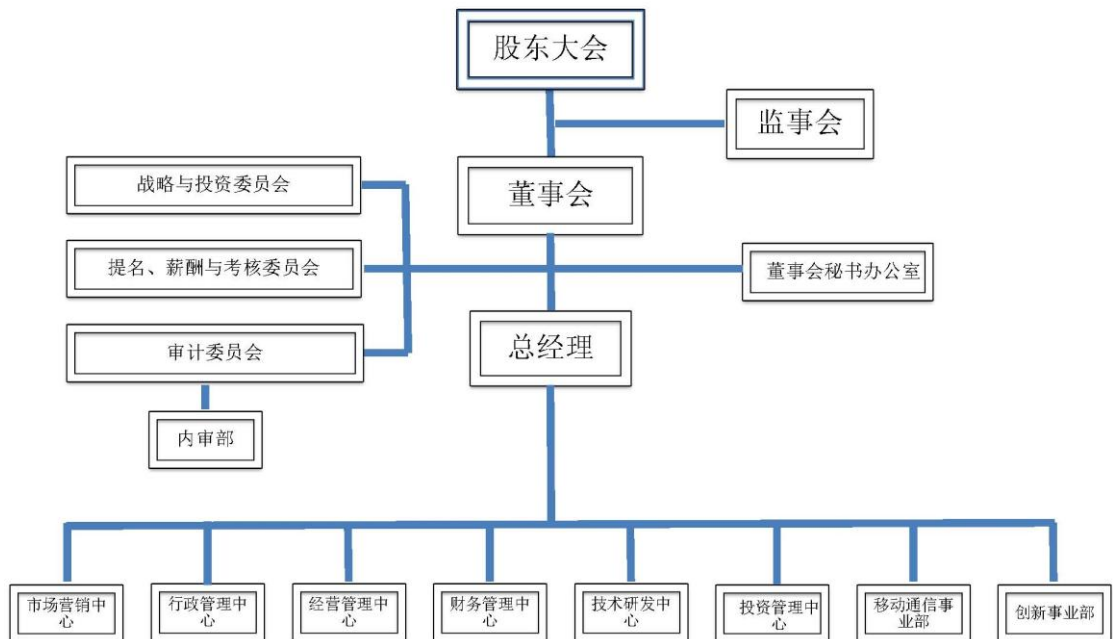 股东大会
监事会
战略与投资委员会
董事会
提名、薪酬与考核委员会
董事会秘书办公室
总经理
审计委员会
内审部
市场营销中
心
行政管理中
心
经营管理中
心
财务管理中
心
技术研发中
心
投资管理中
心
移动通信事
业部
创新事业部